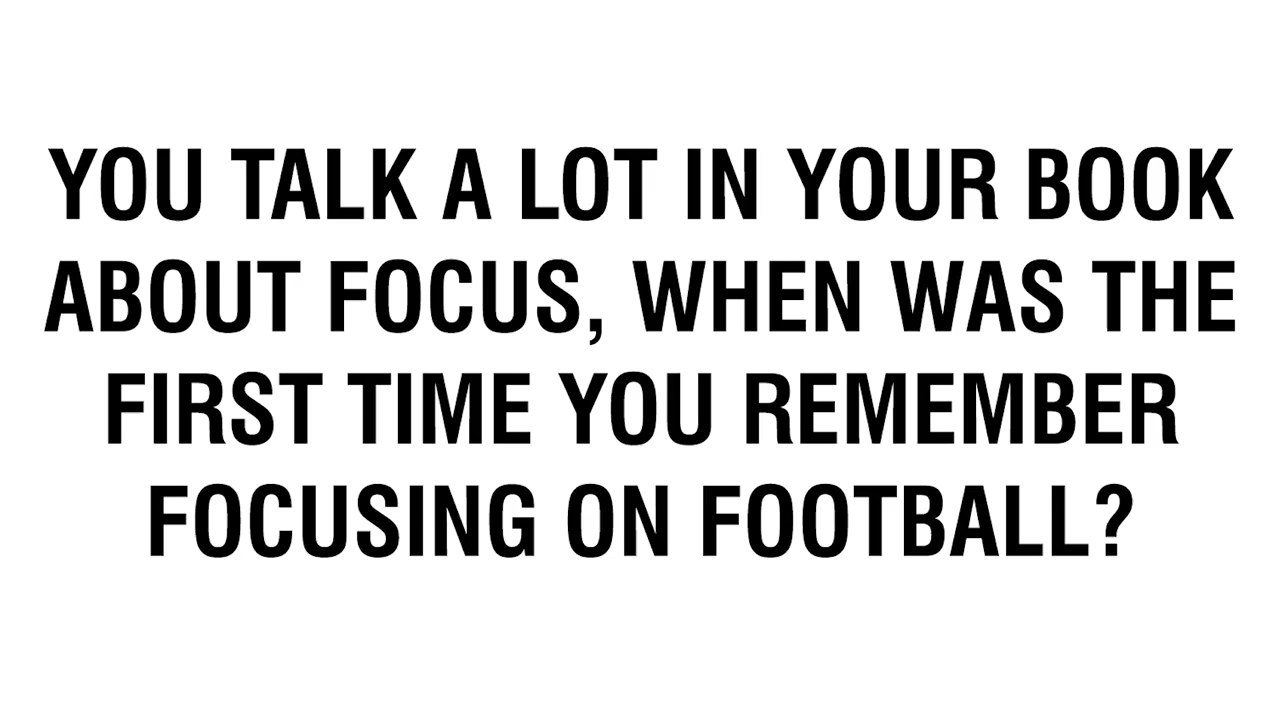 YOU TALK A LOT IN YOUR BOOK
ABOUT FOCUS, WHEN WAS THE
FIRST TIME YOU REMEMBER
FOCUSING ON FOOTBALL?